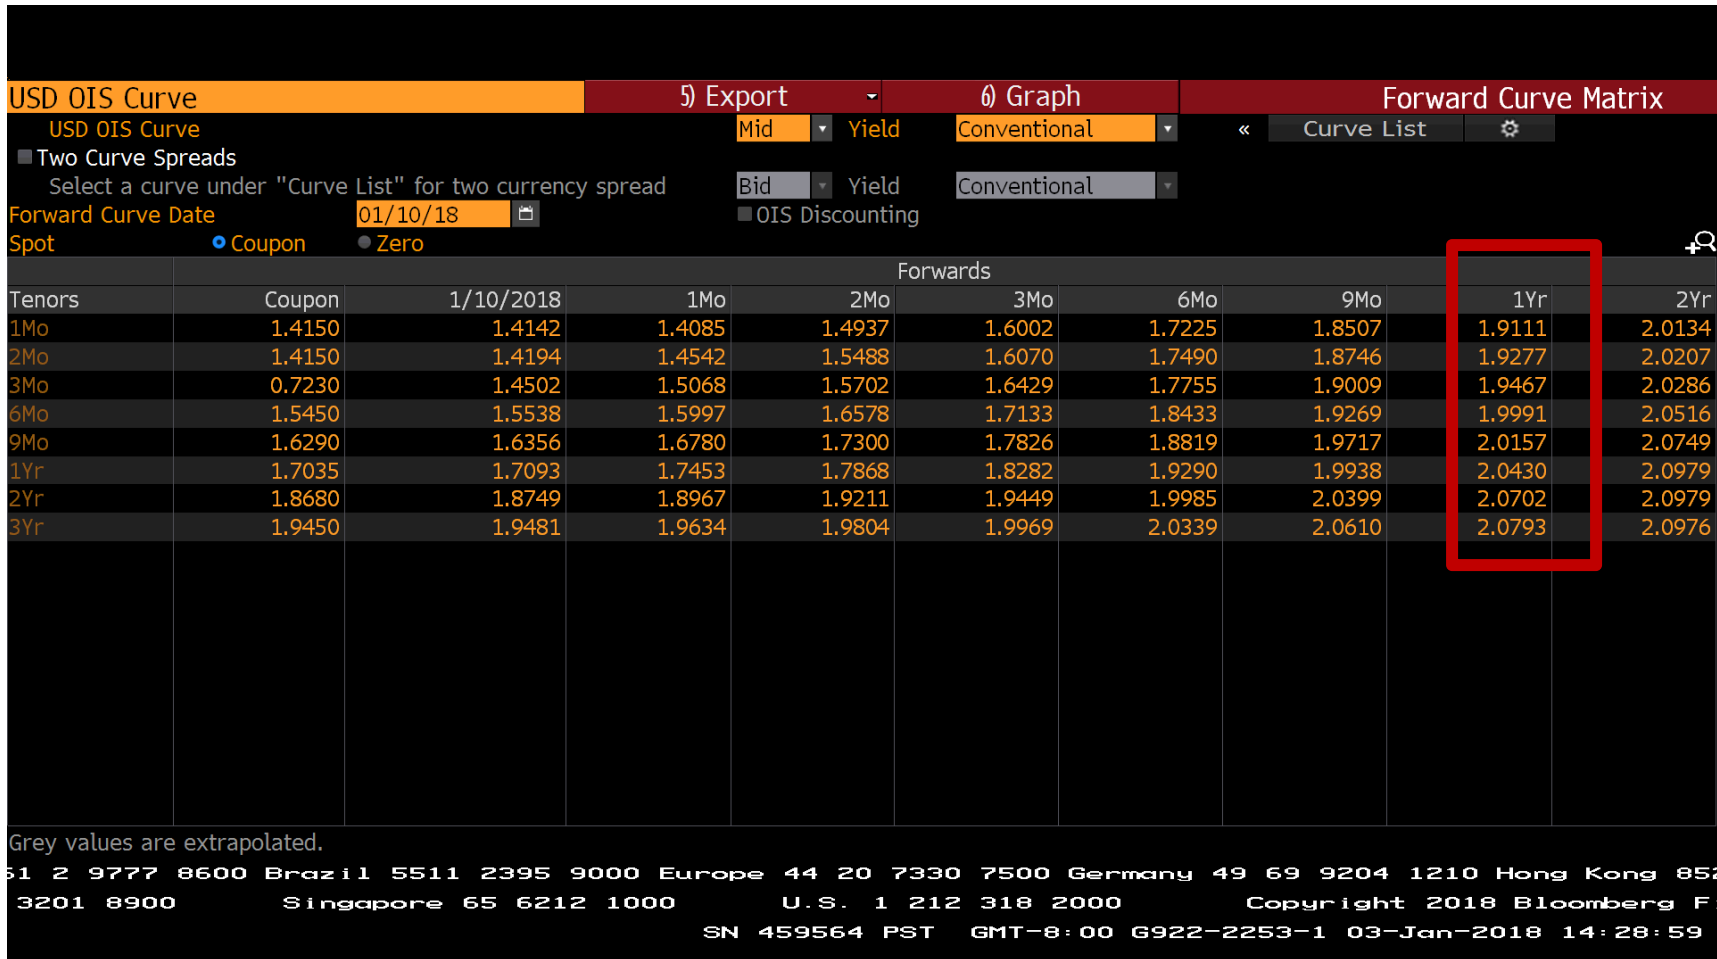 USD OIS Curve 5) Export 6) Graph Forward Curve Matrix
USD OIS Curve Mid Yield Conventional « Curve List
Two Curve Spreads
Select a curve under "Curve List" for two currency spread Bid Yield Conventional
Forward Curve Date 01/10/18 OIS Discounting
Spot Coupon Zero
Forwards
Tenors Coupon 1/10/2018 1Mo 2Mo 3Mo 6Mo 9Mo 1Yr 2Yr
1Mo 1.4150 1.4142 1.4085 1.4937 1.6002 1.7225 1.8507 1.9111 2.0134
2Mo 1.4150 1.4194 1.4542 1.5488 1.6070 1.7490 1.8746 1.9277 2.0207
3Mo 0.7230 1.4502 1.5068 1.5702 1.6429 1.7755 1.9009 1.9467 2.0286
6Mo 1.5450 1.5538 1.5997 1.6578 1.7133 1.8433 1.9269 1.9991 2.0516
9Mo 1.6290 1.6356 1.6780 1.7300 1.7826 1.8819 1.9717 2.0157 2.0749
1Yr 1.7035 1.7093 1.7453 1.7868 1.8282 1.9290 1.9938 2.0430 2.0979
2Yr 1.8680 1.8749 1.8967 1.9211 1.9449 1.9985 2.0399 2.0702 2.0979
3Yr 1.9450 1.9481 1.9634 1.9804 1.9969 2.0339 2.0610 2.0793 2.0976
Grey values are extrapolated.
61 2 9777 8600 Brazil 5511 2395 9000 Europe 44 20 7330 7500 Germany 49 69 9204 1210 Hong Kong 852
3201 8900 Singapore 65 6212 1000 U.S. 1 212 318 2000 Copyright 2018 Bloomberg F
SN 459564 PST GMT-8:00 G922-2253-1 03-Jan-2018 14:28:59